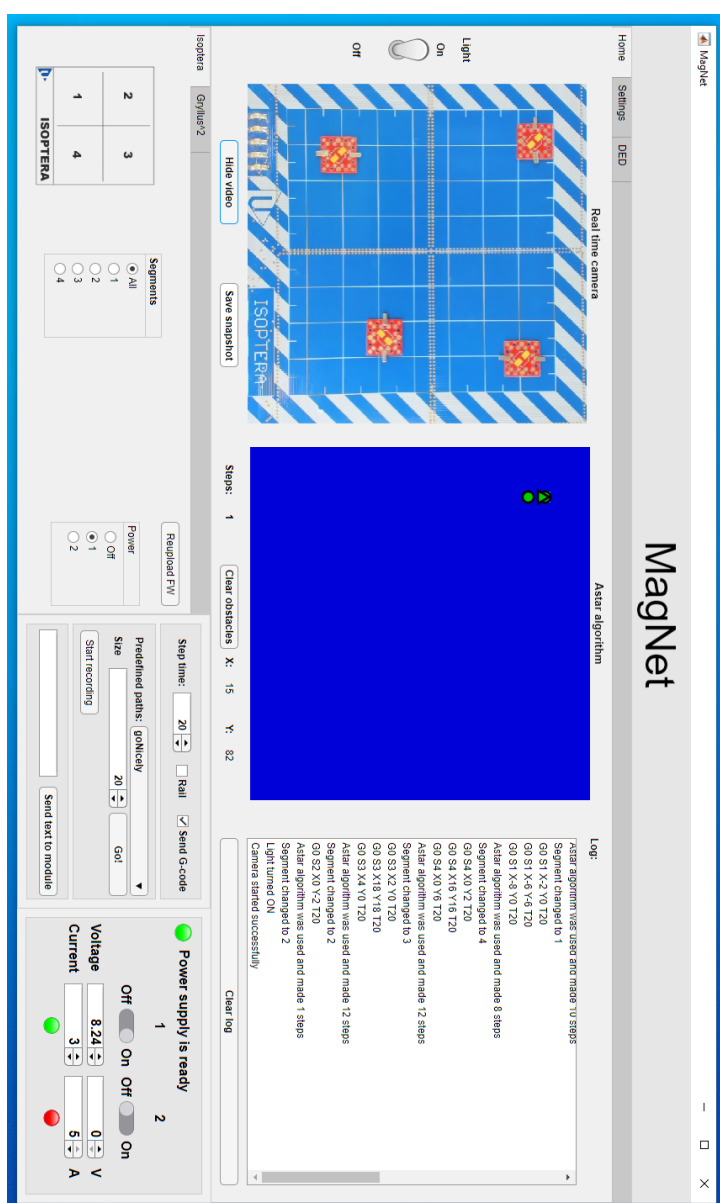 MagNet
MagNet
Home
Settings
DED
Light
Off
On
Real time camera
ISOPTERA
Hide video
Save snapshot
Astar algorithm
Steps: 1
Clear obstacles
X: 15
Y: 82
Log:
Astar algorithm was used and made 10 steps
Segment changed to 1
G0 S1 X-2 Y0 T20
G0 S1 X-6 Y-6 T20
G0 S1 X-8 Y0 T20
Astar algorithm was used and made 8 steps
Segment changed to 4
G0 S4 X0 Y2 T20
G0 S4 X16 Y16 T20
G0 S4 X0 Y6 T20
Astar algorithm was used and made 12 steps
Segment changed to 3
G0 S3 X2 Y0 T20
G0 S3 X18 Y18 T20
G0 S3 X4 Y0 T20
Astar algorithm was used and made 12 steps
Segment changed to 2
G0 S2 X0 Y-2 T20
Astar algorithm was used and made 1 steps
Segment changed to 2
Light turned ON
Camera started successfully
Clear log
Isoptera
Gryllus^2
2 3
1 4
ISOPTERA
Segments
All
1
2
3
4
Reupload FW
Power
Off
1
2
Step time: 20
Rail
Send G-code
Predefined paths: goNicely
Size 20
Go!
Start recording
Send text to module
Power supply is ready
1 2
Off On Off On
Voltage 8.24 0 V
Current 3 5 A